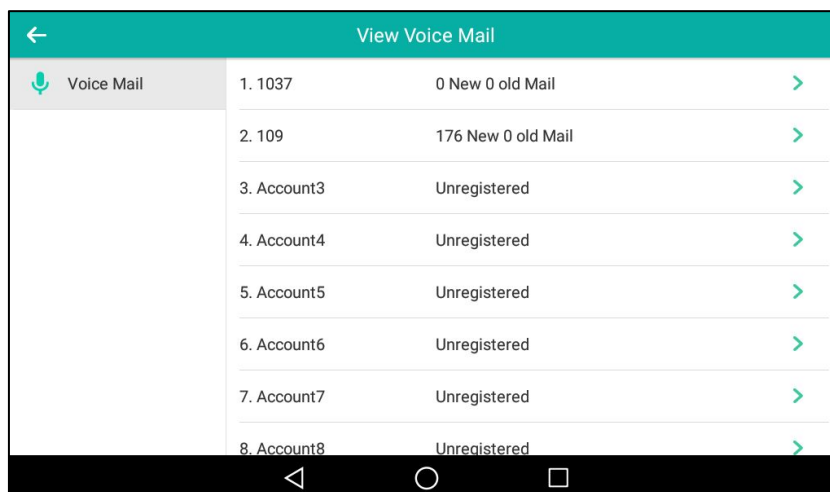 View Voice Mail
Voice Mail
1. 1037 0 New 0 old Mail
2. 109 176 New 0 old Mail
3. Account3 Unregistered
4. Account4 Unregistered
5. Account5 Unregistered
6. Account6 Unregistered
7. Account7 Unregistered
8. Account8 Unregistered